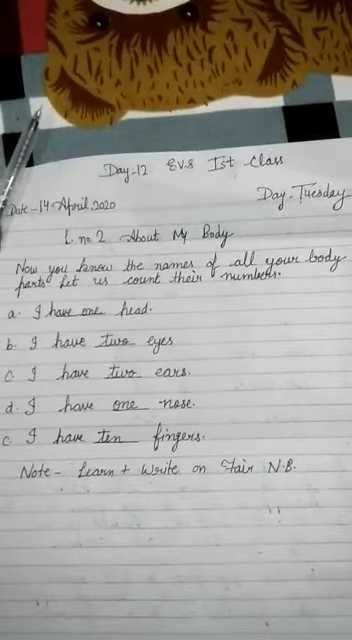 Day-12 E.V.S Ist Class
Date - 14 April, 2020 Day. Tuesday
L. no 2 About My Body
Now you know the names of all your body
parts Let us count their numbers.
a. I have one head.
b. I have two eyes
c. I have two ears.
d. I have one nose.
c I have ten fingers.
Note - Learn + Write on Fair N.B.